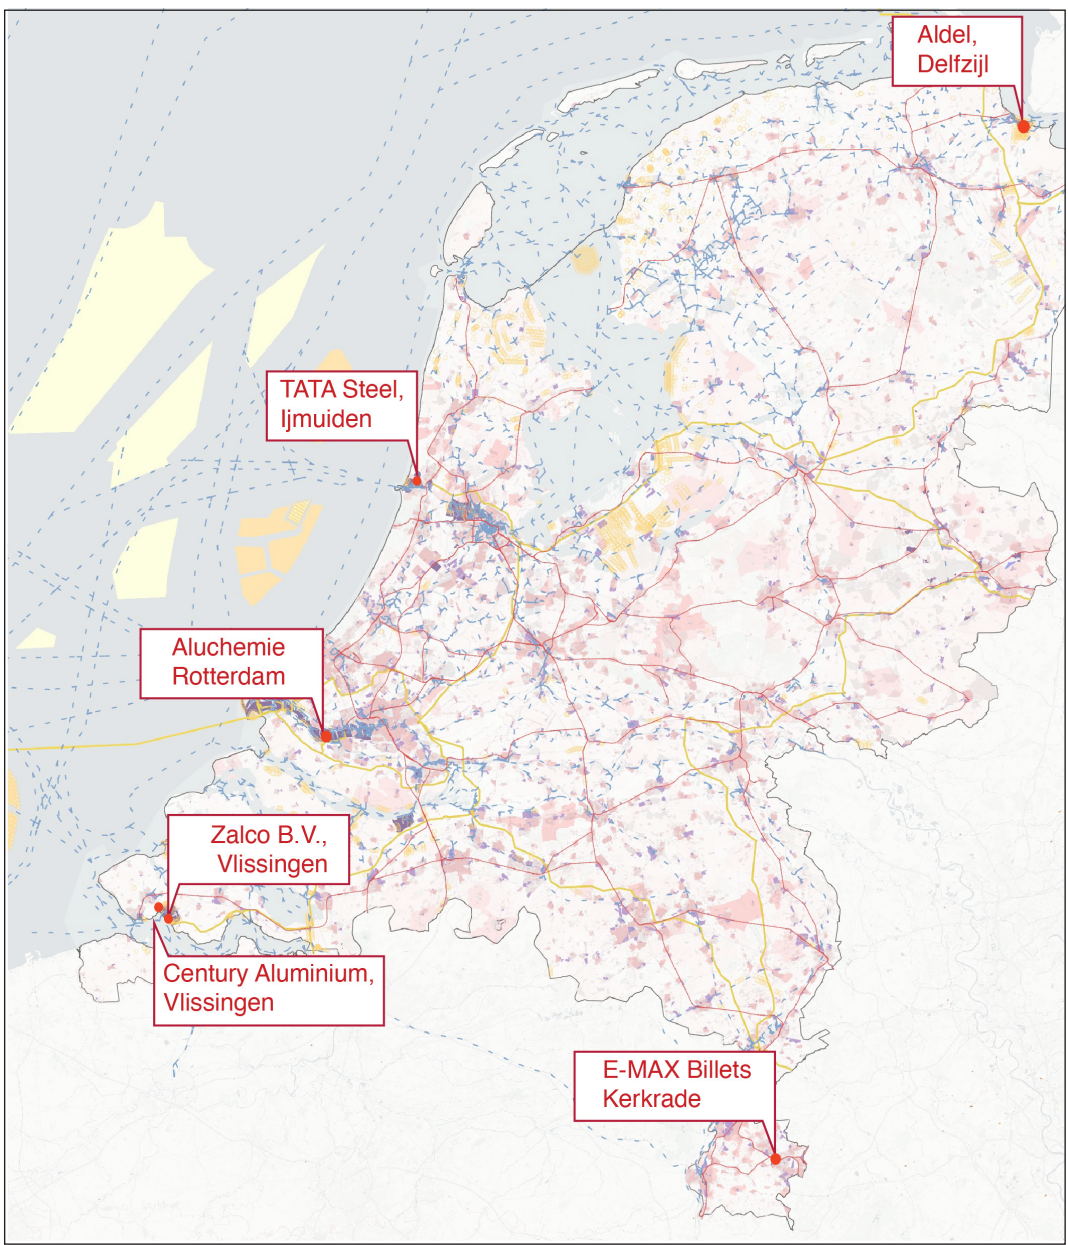 Aldel,
Delfzijl
TATA Steel,
Ijmuiden
Aluchemie
Rotterdam
Zalco B.V.,
Vlissingen
Century Aluminium,
Vlissingen
E-MAX Billets
Kerkrade